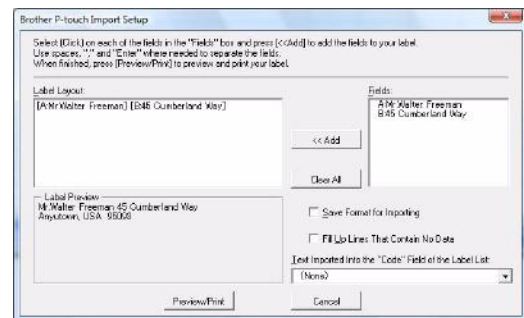 Brother P-touch Import Setup
Select [Click] on each of the fields in the "Fields" box and press [<<Add] to add the fields to your label.
Use spaces, "," and "Enter" where needed to separate the fields.
When finished, press [Preview/Print] to preview and print your label.
Label Layout:
[A:Mr.Walter Freeman] [B:45 Cumberland Way]
Fields:
A:Mr.Walter Freeman
B:45 Cumberland Way
<< Add
Clear All
Label Preview
Mr.Walter Freeman 45 Cumberland Way
Anyutown, USA 95099
Save Format for Importing
Fill Up Lines That Contain No Data
Text Imported Into the "Code" Field of the Label List:
(None)
Preview/Print
Cancel